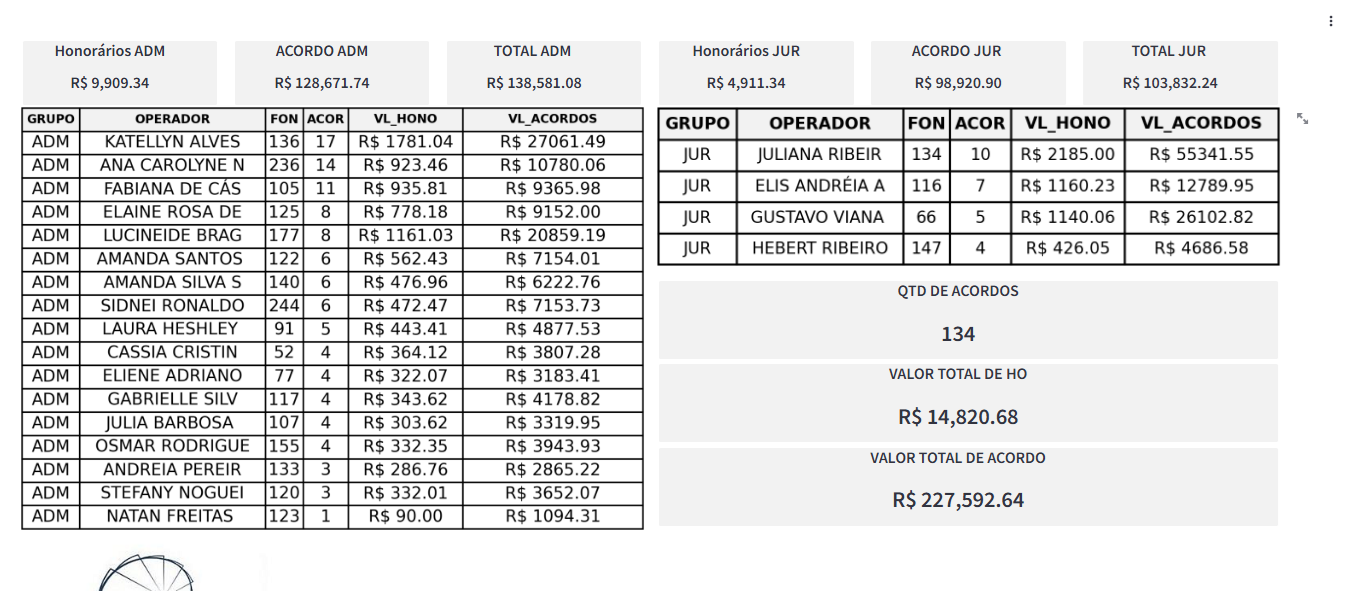 Honorários ADM
R$ 9,909.34
ACORDO ADM
R$ 128,671.74
TOTAL ADM
R$ 138,581.08
Honorários JUR
R$ 4,911.34
ACORDO JUR
R$ 98,920.90
TOTAL JUR
R$ 103,832.24
GRUPO OPERADOR FON ACOR VL_HONO VL_ACORDOS
ADM KATELLYN ALVES 136 17 R$ 1781.04 R$ 27061.49
ADM ANA CAROLYNE N 236 14 R$ 923.46 R$ 10780.06
ADM FABIANA DE CÁS 105 11 R$ 935.81 R$ 9365.98
ADM ELAINE ROSA DE 125 8 R$ 778.18 R$ 9152.00
ADM LUCINEIDE BRAG 177 8 R$ 1161.03 R$ 20859.19
ADM AMANDA SANTOS 122 6 R$ 562.43 R$ 7154.01
ADM AMANDA SILVA S 140 6 R$ 476.96 R$ 6222.76
ADM SIDNEI RONALDO 244 6 R$ 472.47 R$ 7153.73
ADM LAURA HESHLEY 91 5 R$ 443.41 R$ 4877.53
ADM CASSIA CRISTIN 52 4 R$ 364.12 R$ 3807.28
ADM ELIENE ADRIANO 77 4 R$ 322.07 R$ 3183.41
ADM GABRIELLE SILV 117 4 R$ 343.62 R$ 4178.82
ADM JULIA BARBOSA 107 4 R$ 303.62 R$ 3319.95
ADM OSMAR RODRIGUE 155 4 R$ 332.35 R$ 3943.93
ADM ANDREIA PEREIR 133 3 R$ 286.76 R$ 2865.22
ADM STEFANY NOGUEI 120 3 R$ 332.01 R$ 3652.07
ADM NATAN FREITAS 123 1 R$ 90.00 R$ 1094.31
GRUPO OPERADOR FON ACOR VL_HONO VL_ACORDOS
JUR JULIANA RIBEIR 134 10 R$ 2185.00 R$ 55341.55
JUR ELIS ANDRÉIA A 116 7 R$ 1160.23 R$ 12789.95
JUR GUSTAVO VIANA 66 5 R$ 1140.06 R$ 26102.82
JUR HEBERT RIBEIRO 147 4 R$ 426.05 R$ 4686.58
QTD DE ACORDOS
134
VALOR TOTAL DE HO
R$ 14,820.68
VALOR TOTAL DE ACORDO
R$ 227,592.64